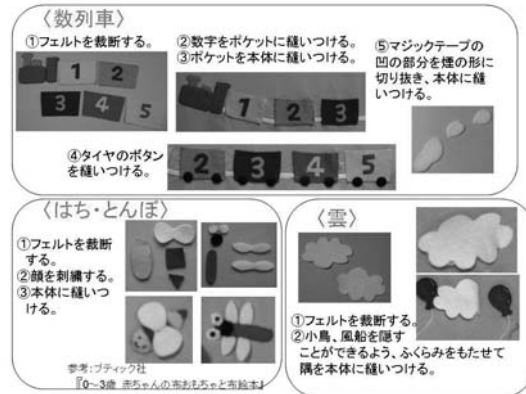 〈数列車〉
①フェルトを裁断する。
1 2
3 4 5
②数字をポケットに縫いつける。
③ポケットを本体に縫いつける。
1 2 3
⑤マジックテープの
凹の部分を煙の形に
切り抜き、本体に縫
いつける。
④タイヤのボタン
を縫いつける。
2 3 4 5
〈はち・とんぼ〉
①フェルトを裁断
する。
②顔を刺繍する。
③本体に縫いつ
ける。
参考:ブティック社
『0～3歳 赤ちゃんの布おもちゃと布絵本』
〈雲〉
①フェルトを裁断する。
②小鳥、風船を隠す
ことができるよう、ふくらみをもたせて
隅を本体に縫いつける。